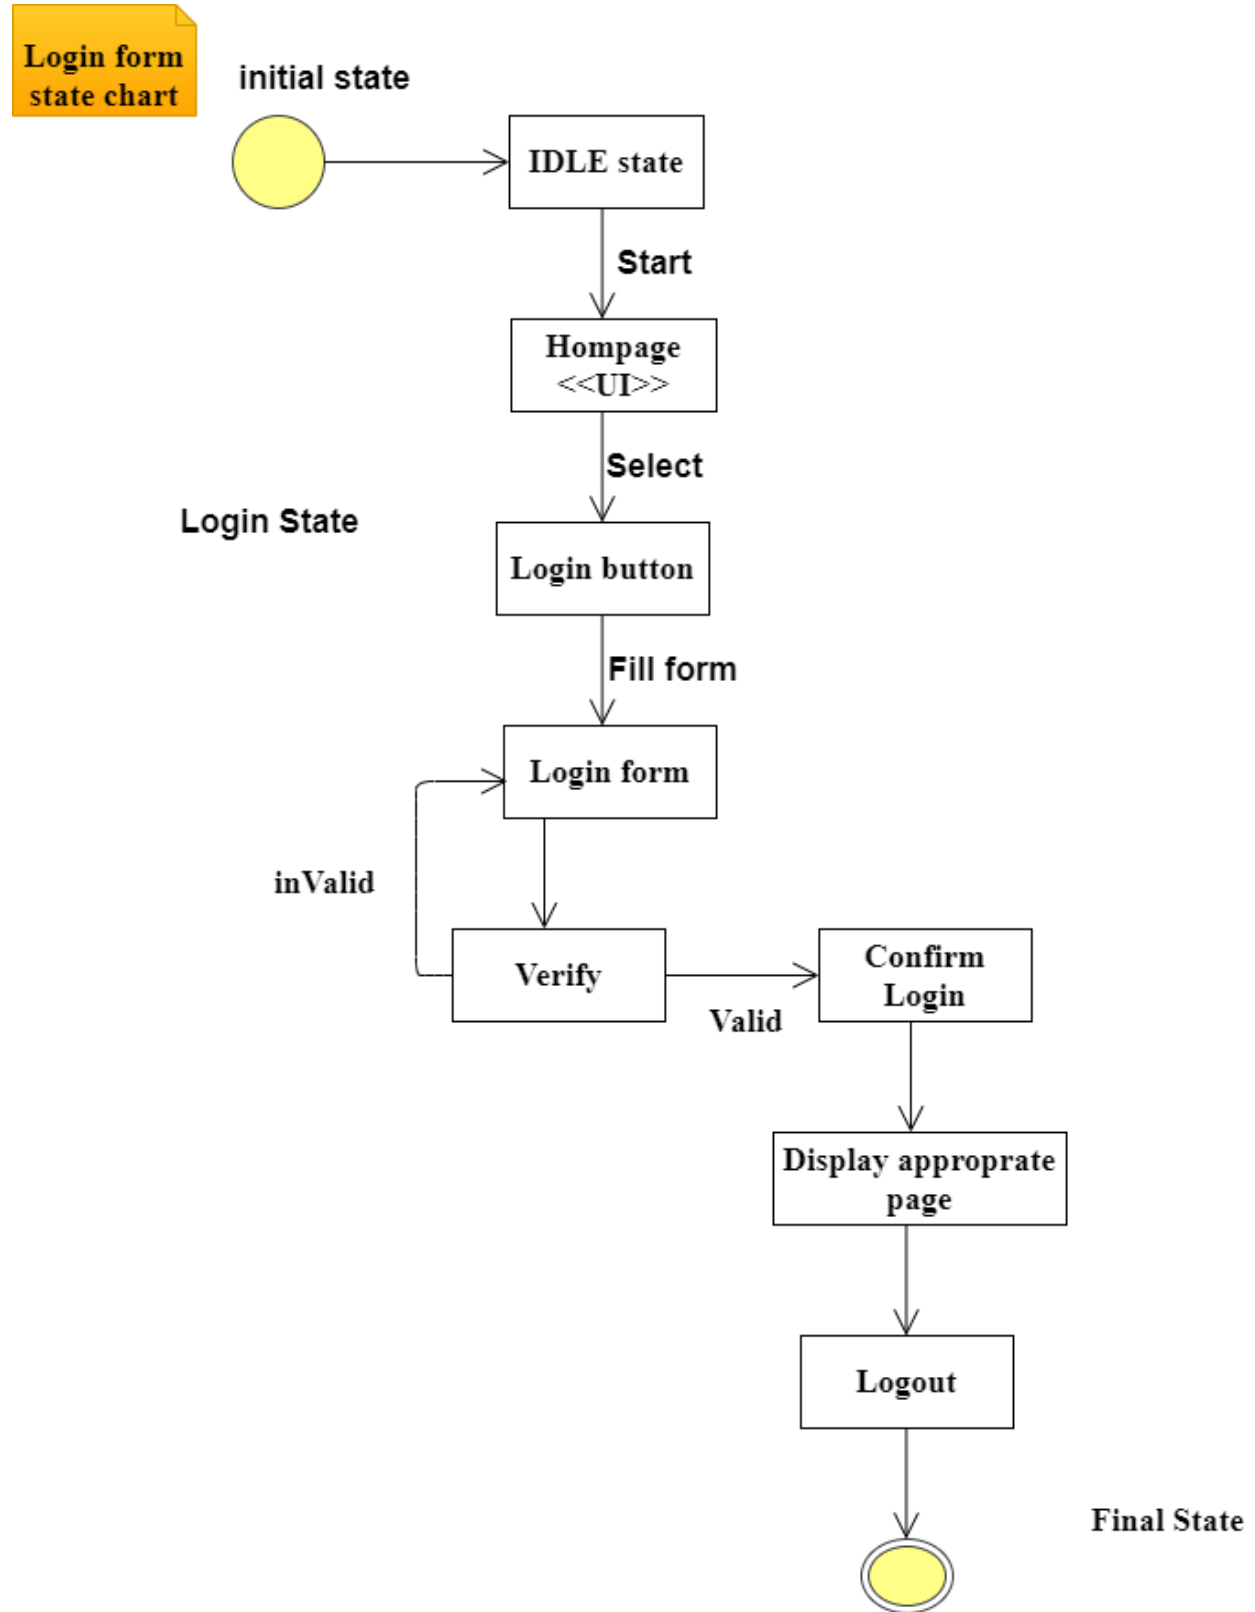 Login form
state chart
initial state
IDLE state
Start
Hompage
<<UI>>
Select
Login State
Login button
Fill form
Login form
inValid
Verify
Confirm
Login
Valid
Display approprate
page
Logout
Final State